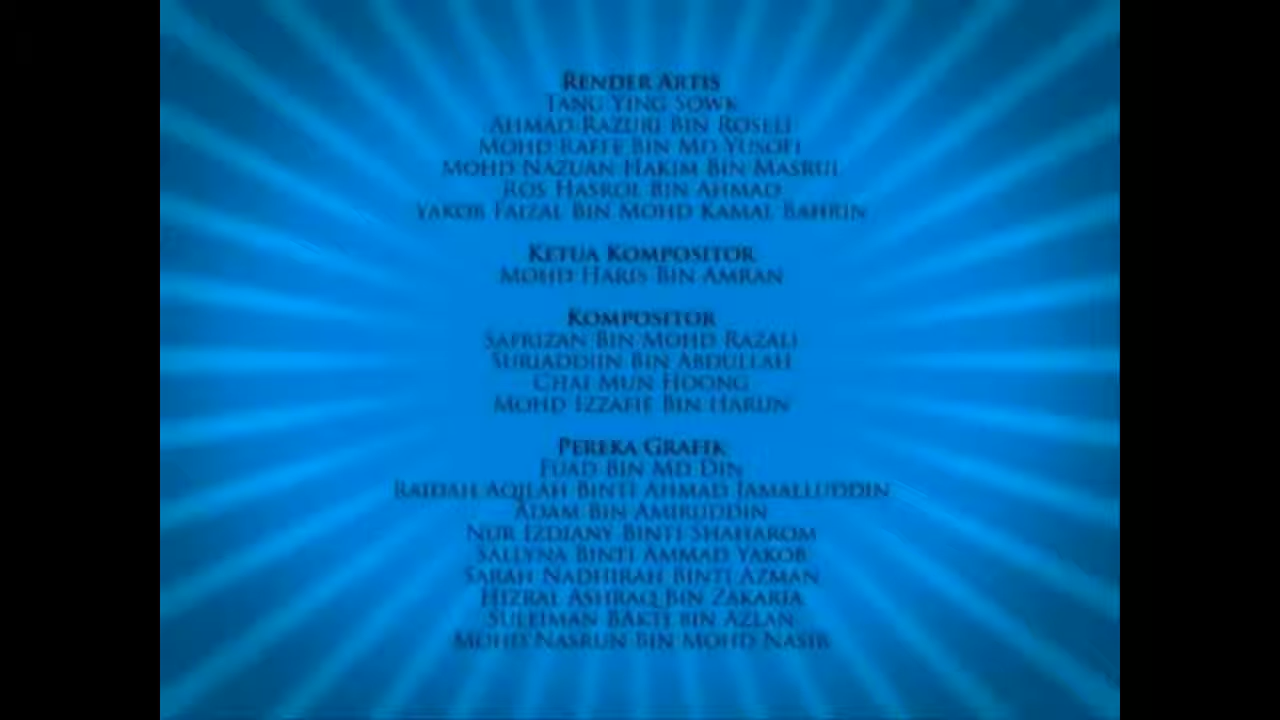 Render Artis
Tang Ying Sowk
Ahmad Razuri Bin Roseli
Mohd Raffe Bin Md Yusoff
Mohd Nazuan Hakim Bin Masrul
Ros Hasrol Bin Ahmad
Yakob Faizal Bin Mohd Kamal Bahrin
Ketua Kompositor
Mohd Haris Bin Amran
Kompositor
Safrizan Bin Mohd Razali
Suriaddiin Bin Abdullah
Chai Mun Hoong
Mohd Izzafie Bin Harun
Pereka Grafik
Fuad Bin Md Din
Raidah Aqilah Binti Ahmad Jamalluddin
Adam Bin Amiruddin
Nur Izdiany Binti Shaharom
Sallyna Binti Ammad Yakob
Sarah Nadhirah Binti Azman
Hizral Ashraq Bin Zakaria
Suleiman BAkti bin Azlan
Mohd Nasrun Bin Mohd Nasir